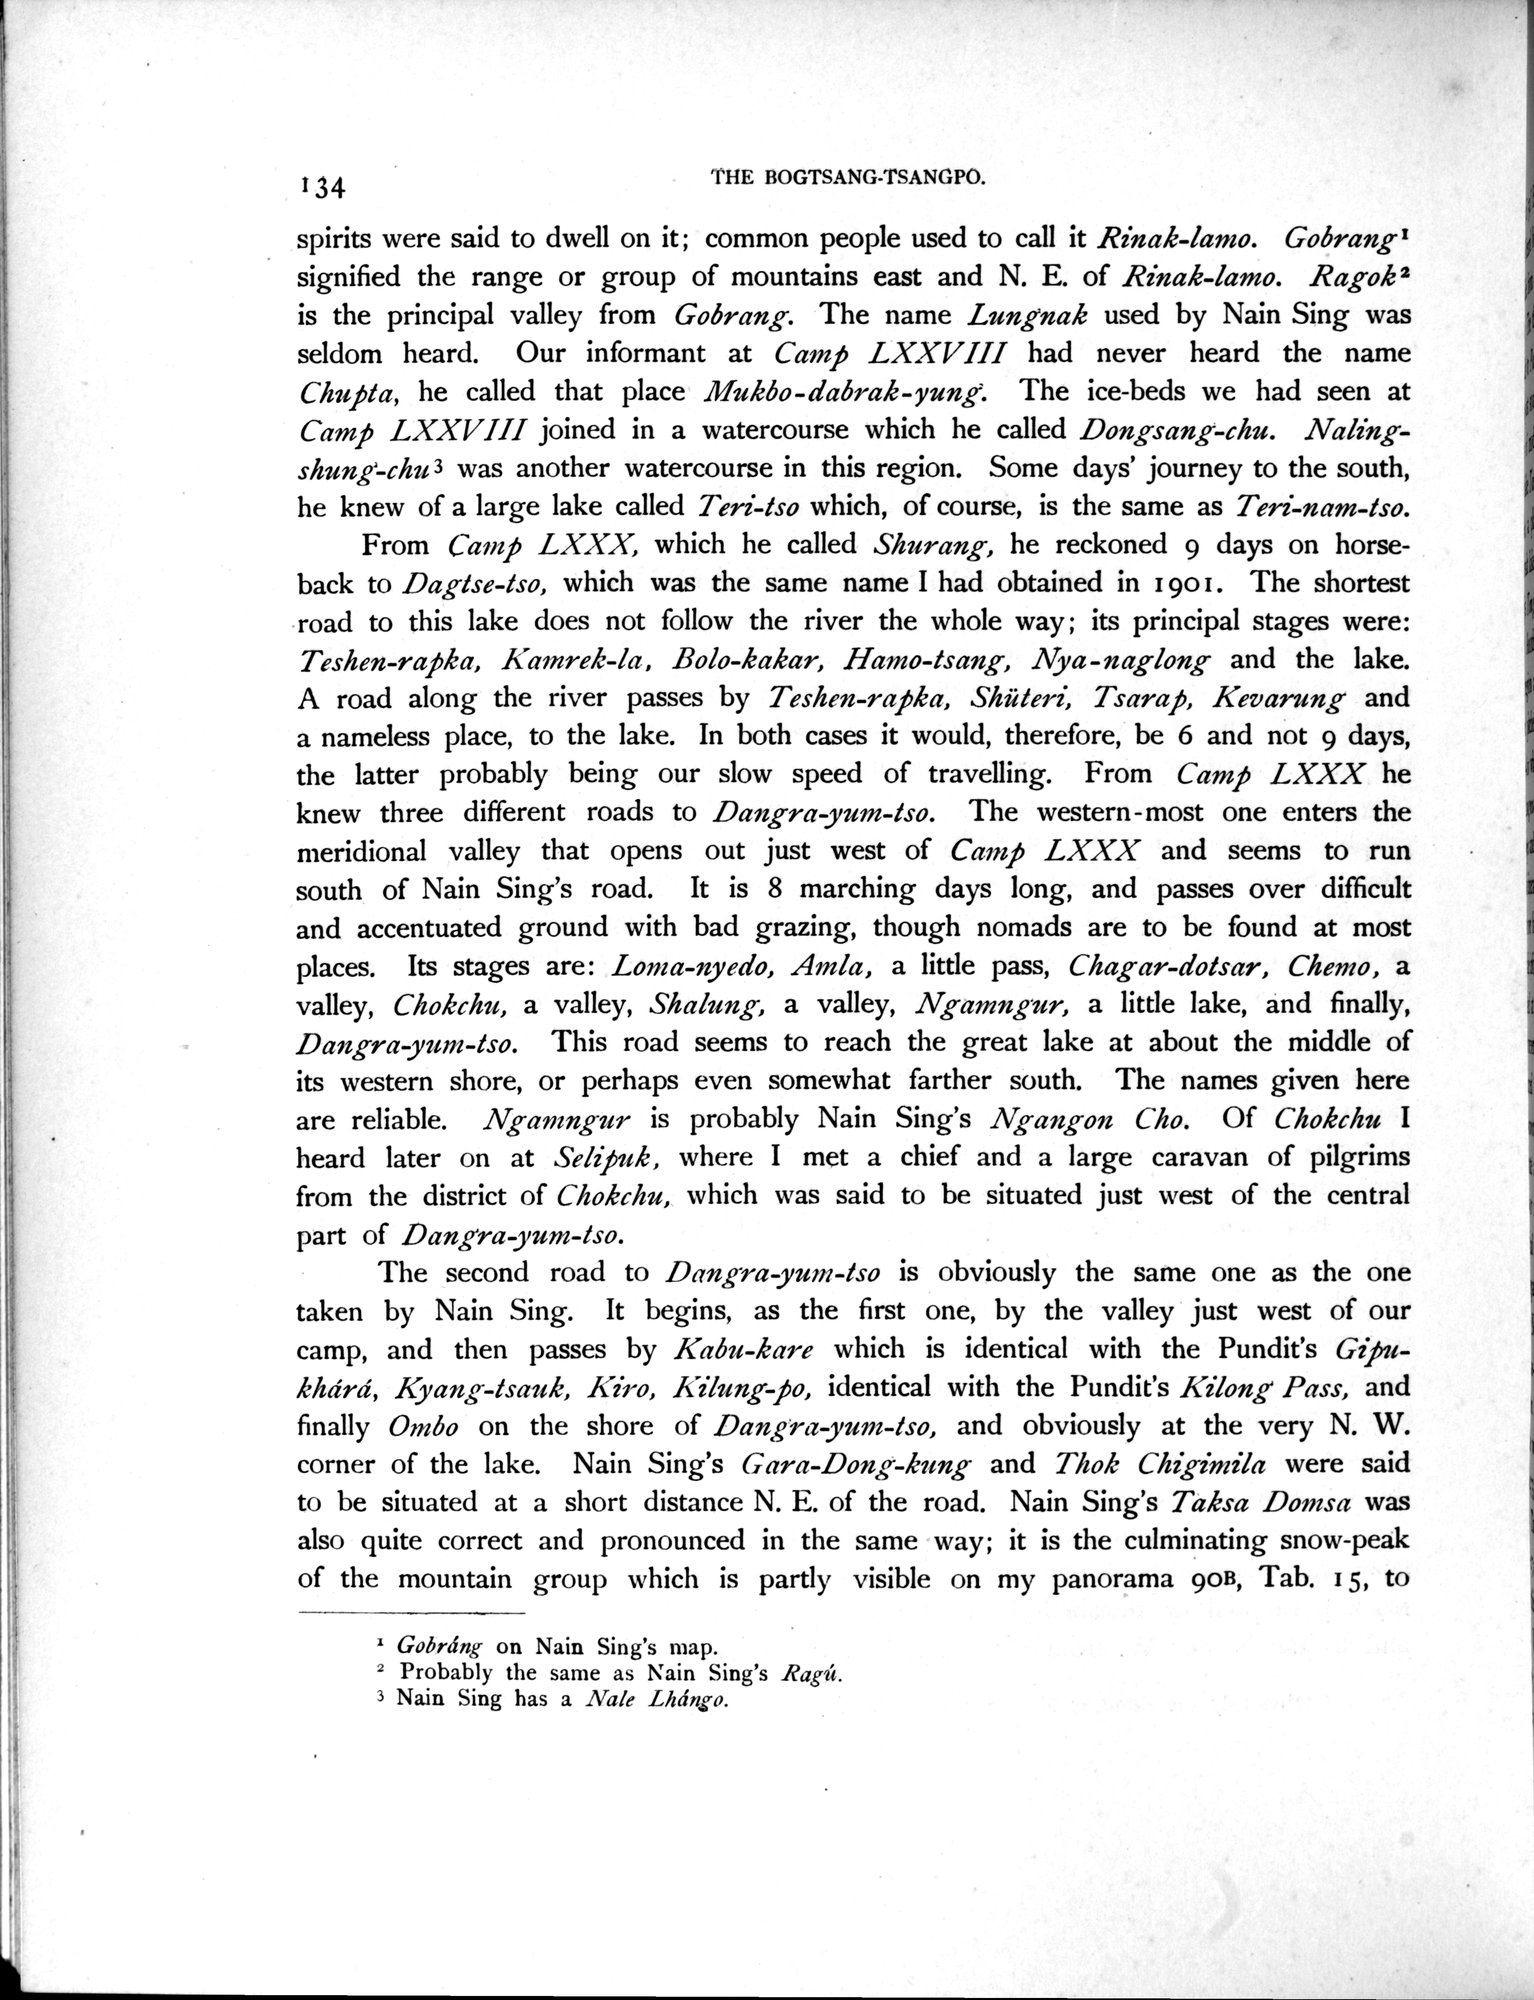 134
THE BOGTSANG-TSANGPO.
spirits were said to dwell on it; common people used to call it Rinak-lamo. Gobrang¹
signified the range or group of mountains east and N. E. of Rinak-lamo. Ragok²
is the principal valley from Gobrang. The name Lungnak used by Nain Sing was
seldom heard. Our informant at Camp LXXVIII had never heard the name
Chupta, he called that place Mukbo-dabrak-yung. The ice-beds we had seen at
Camp LXXVIII joined in a watercourse which he called Dongsang-chu. Naling-
shung-chu³ was another watercourse in this region. Some days' journey to the south,
he knew of a large lake called Teri-tso which, of course, is the same as Teri-nam-tso.
From Camp LXXX, which he called Shurang, he reckoned 9 days on horse-
back to Dagtse-tso, which was the same name I had obtained in 1901. The shortest
road to this lake does not follow the river the whole way; its principal stages were:
Teshen-rapka, Kamrek-la, Bolo-kakar, Hamo-tsang, Nya-naglong and the lake.
A road along the river passes by Teshen-rapka, Shüteri, Tsarap, Kevarung and
a nameless place, to the lake. In both cases it would, therefore, be 6 and not 9 days,
the latter probably being our slow speed of travelling. From Camp LXXX he
knew three different roads to Dangra-yum-tso. The western-most one enters the
meridional valley that opens out just west of Camp LXXX and seems to run
south of Nain Sing's road. It is 8 marching days long, and passes over difficult
and accentuated ground with bad grazing, though nomads are to be found at most
places. Its stages are: Loma-nyedo, Amla, a little pass, Chagar-dotsar, Chemo, a
valley, Chokchu, a valley, Shalung, a valley, Ngamngur, a little lake, and finally,
Dangra-yum-tso. This road seems to reach the great lake at about the middle of
its western shore, or perhaps even somewhat farther south. The names given here
are reliable. Ngamngur is probably Nain Sing's Ngangon Cho. Of Chokchu I
heard later on at Selipuk, where I met a chief and a large caravan of pilgrims
from the district of Chokchu, which was said to be situated just west of the central
part of Dangra-yum-tso.
The second road to Dangra-yum-tso is obviously the same one as the one
taken by Nain Sing. It begins, as the first one, by the valley just west of our
camp, and then passes by Kabu-kare which is identical with the Pundit's Gipu-
khárá, Kyang-tsauk, Kiro, Kilung-po, identical with the Pundit's Kilong Pass, and
finally Ombo on the shore of Dangra-yum-tso, and obviously at the very N. W.
corner of the lake. Nain Sing's Gara-Dong-kung and Thok Chigimila were said
to be situated at a short distance N. E. of the road. Nain Sing's Taksa Domsa was
also quite correct and pronounced in the same way; it is the culminating snow-peak
of the mountain group which is partly visible on my panorama 90B, Tab. 15, to
¹ Gobráng on Nain Sing's map.
² Probably the same as Nain Sing's Ragú.
³ Nain Sing has a Nale Lhángo.